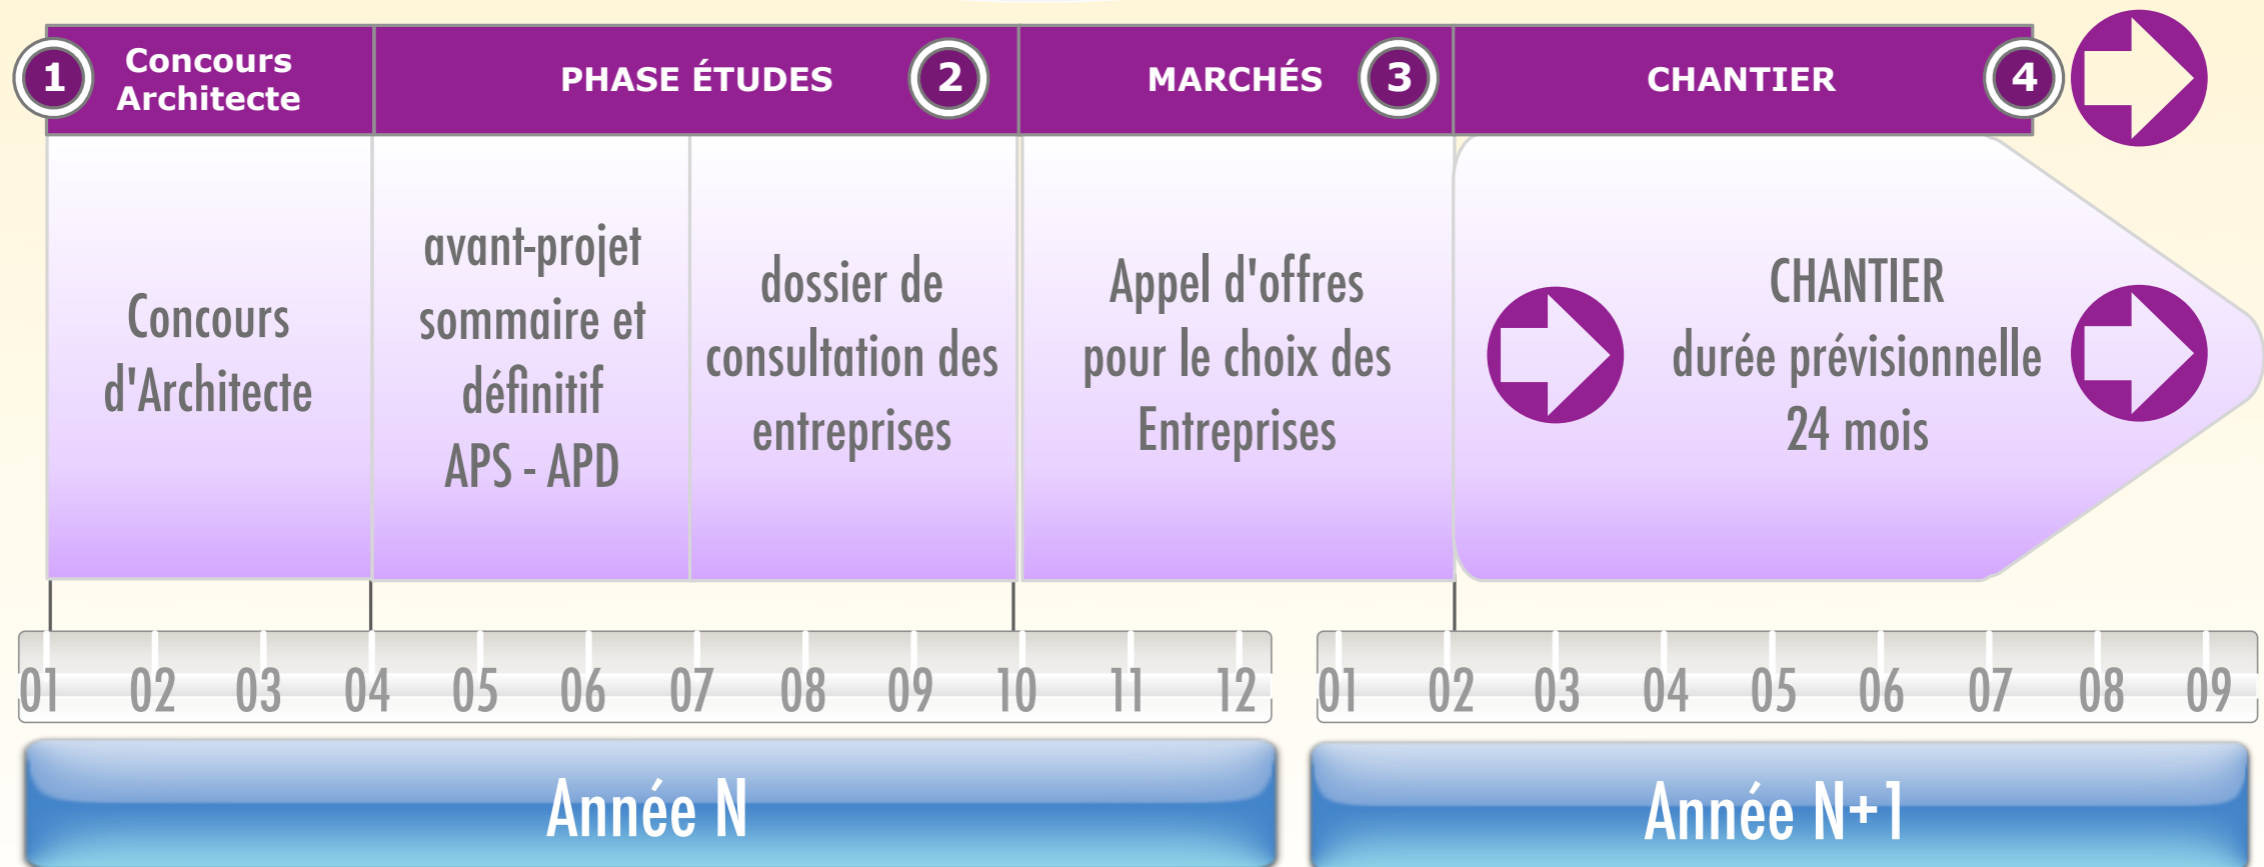 1
Concours
Architecte
PHASE ÉTUDES
2
MARCHÉS
3
CHANTIER
4
Concours
d'Architecte
avant-projet
sommaire et
définitif
APS - APD
dossier de
consultation des
entreprises
Appel d'offres
pour le choix des
Entreprises
CHANTIER
durée prévisionnelle
24 mois
01 02 03 04 05 06 07 08 09 10 11 12
01 02 03 04 05 06 07 08 09
Année N
Année N+1